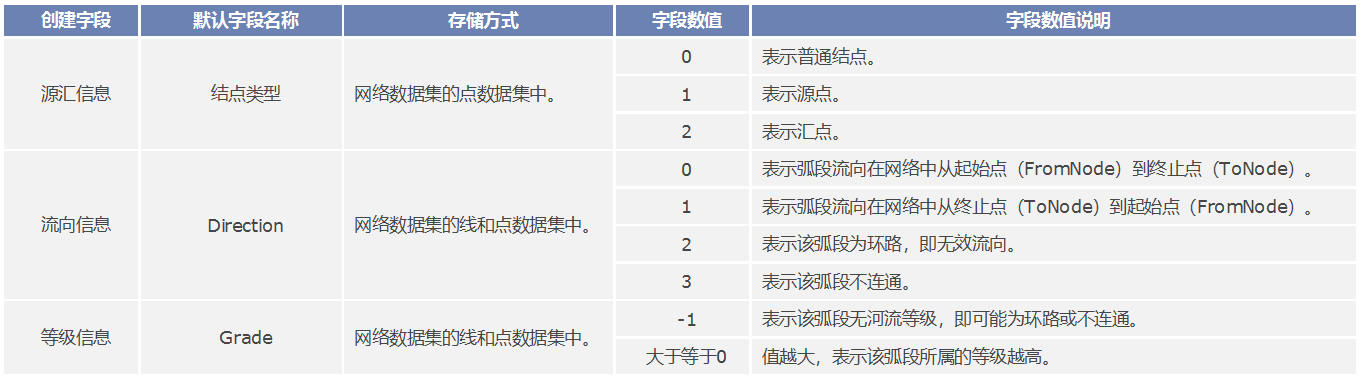 创建字段 默认字段名称 存储方式 字段数值 字段数值说明
源汇信息 结点类型 网络数据集的点数据集中。 0 表示普通结点。
1 表示源点。
2 表示汇点。
流向信息 Direction 网络数据集的线和点数据集中。 0 表示弧段流向在网络中从起始点（FromNode）到终止点（ToNode）。
1 表示弧段流向在网络中从终止点（ToNode）到起始点（FromNode）。
2 表示该弧段为环路，即无效流向。
3 表示该弧段不连通。
等级信息 Grade 网络数据集的线和点数据集中。 -1 表示该弧段无河流等级，即可能为环路或不连通。
大于等于0 值越大，表示该弧段所属的等级越高。